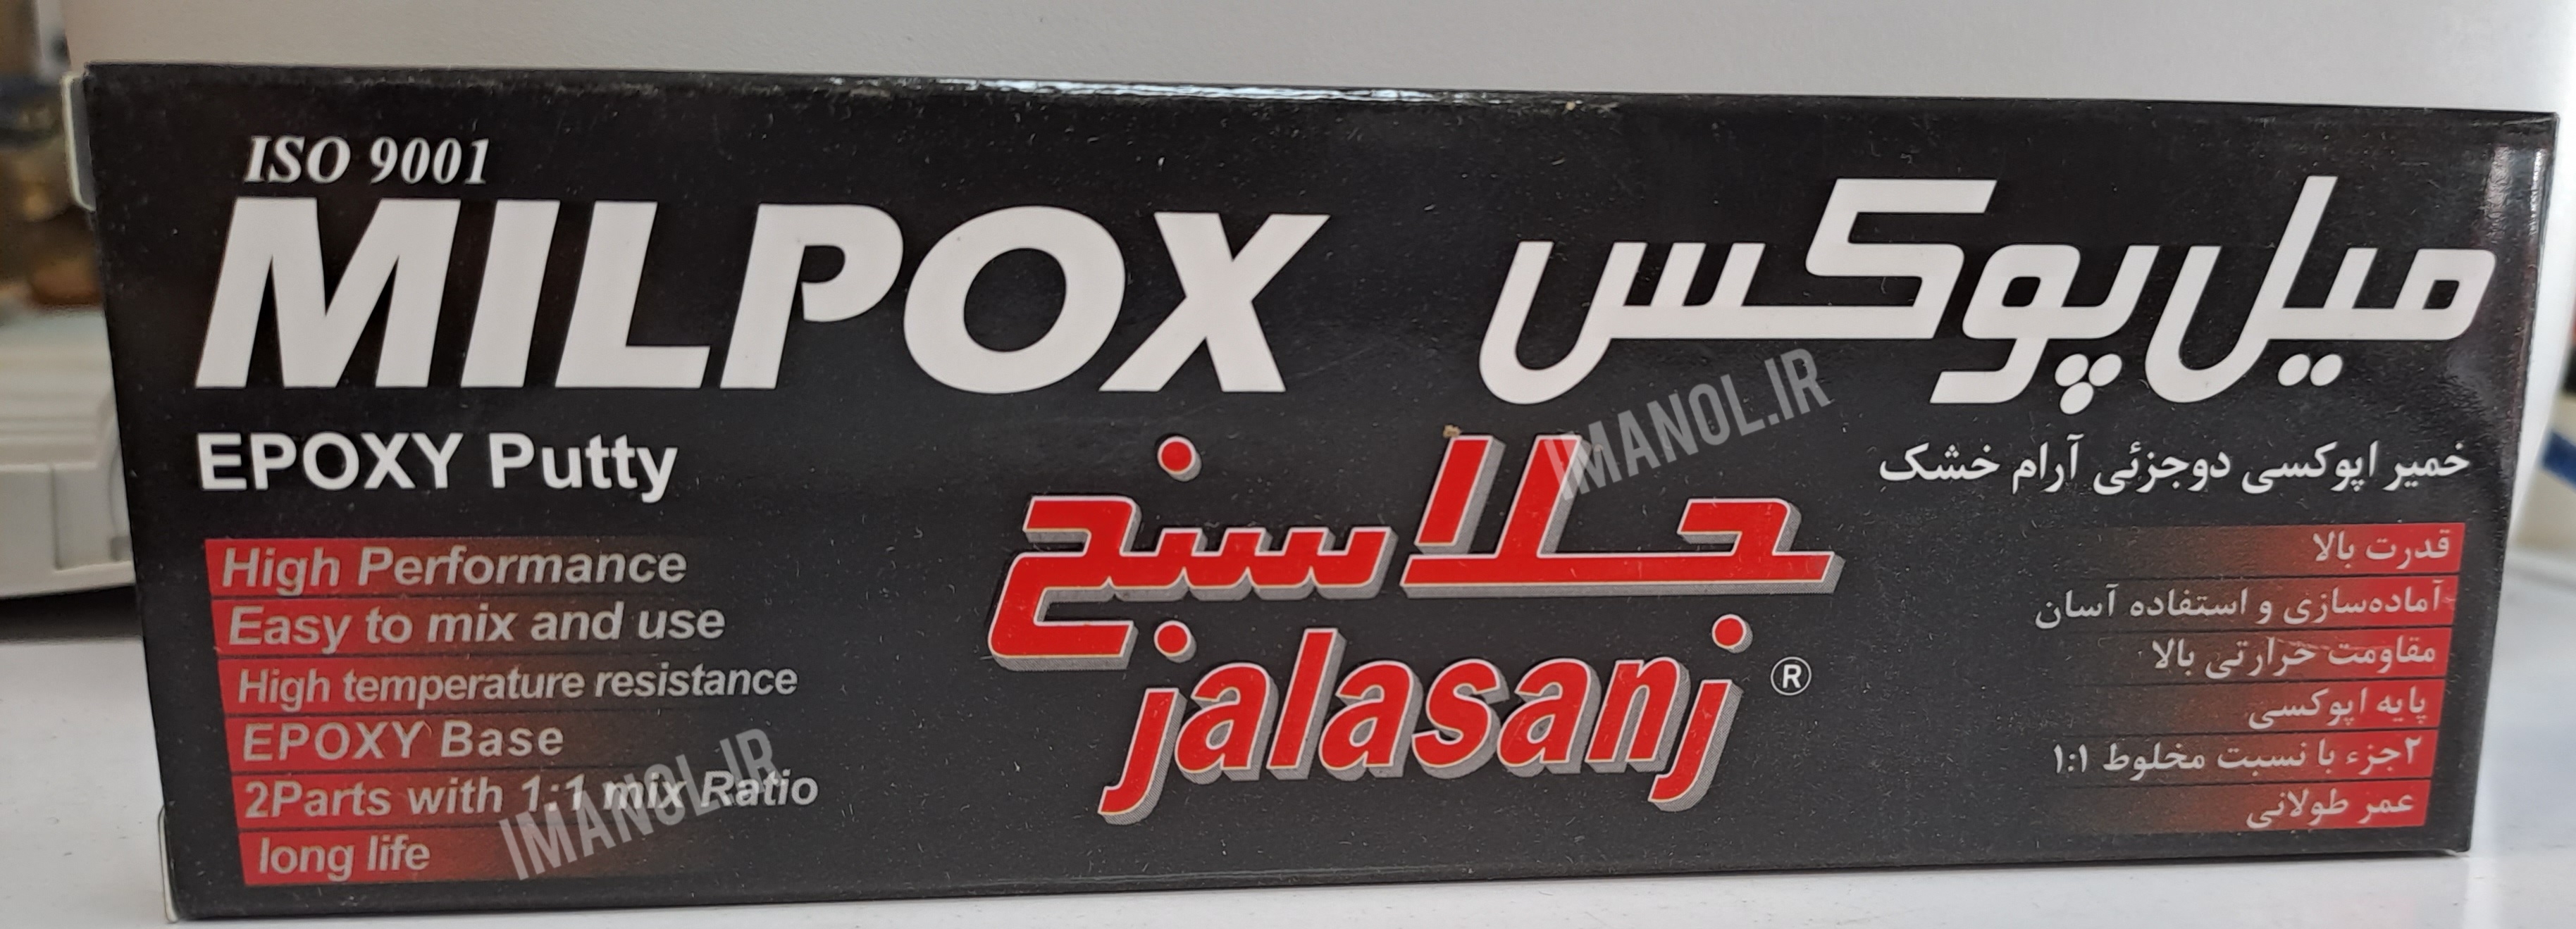 ISO 9001
MILPOX
میل پوکس
EPOXY Putty
خمیر اپوکسی دوجزئی آرام خشک
جلاسنج
jalasanj ®
High Performance
Easy to mix and use
High temperature resistance
EPOXY Base
2Parts with 1:1 mix Ratio
long life
قدرت بالا
آماده‌سازی و استفاده آسان
مقاومت حرارتی بالا
پایه اپوکسی
۲جزء با نسبت مخلوط ۱:۱
عمر طولانی
IMANOL.IR
IMANOL.IR